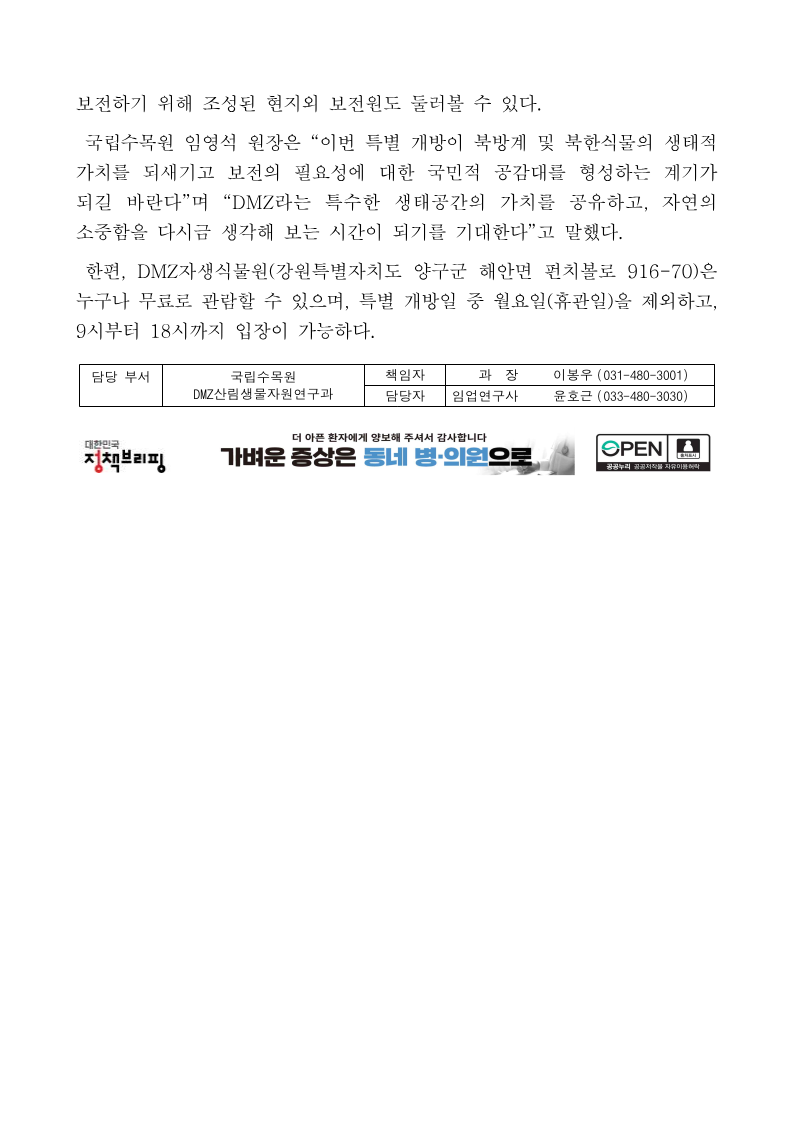 보전하기 위해 조성된 현지외 보전원도 둘러볼 수 있다.
국립수목원 임영석 원장은 “이번 특별 개방이 북방계 및 북한식물의 생태적
가치를 되새기고 보전의 필요성에 대한 국민적 공감대를 형성하는 계기가
되길 바란다”며 “DMZ라는 특수한 생태공간의 가치를 공유하고, 자연의
소중함을 다시금 생각해 보는 시간이 되기를 기대한다”고 말했다.
한편, DMZ자생식물원(강원특별자치도 양구군 해안면 펀치볼로 916-70)은
누구나 무료로 관람할 수 있으며, 특별 개방일 중 월요일(휴관일)을 제외하고,
9시부터 18시까지 입장이 가능하다.
담당 부서 국립수목원 책임자 과 장 이봉우 (031-480-3001)
DMZ산림생물자원연구과 담당자 임업연구사 윤호근 (033-480-3030)
대한민국
정책브리핑
더 아픈 환자에게 양보해 주셔서 감사합니다
가벼운 증상은 동네 병·의원으로
OPEN
출처표시
공공누리 공공저작물 자유이용허락